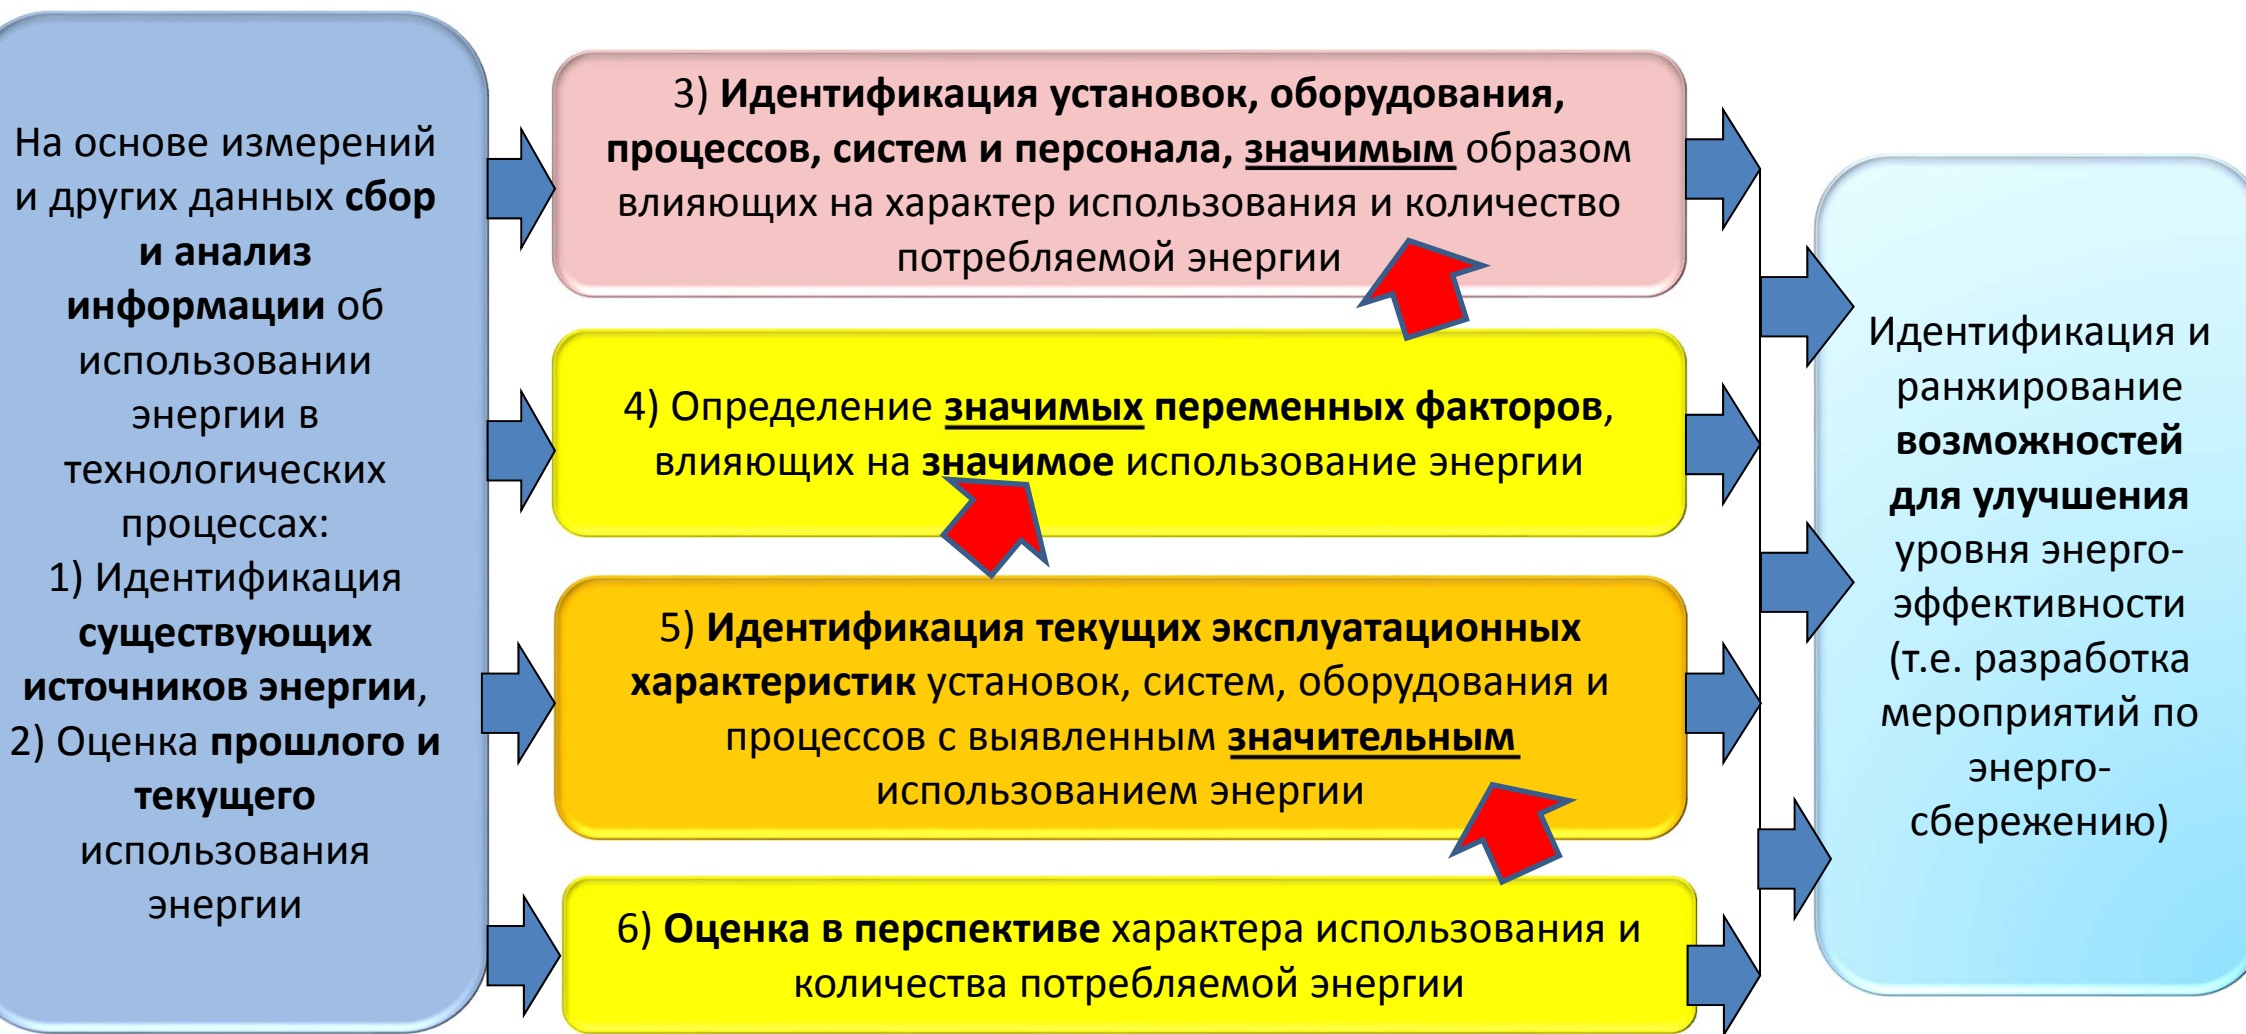 На основе измерений
и других данных сбор
и анализ
информации об
использовании
энергии в
технологических
процессах:
1) Идентификация
существующих
источников энергии,
2) Оценка прошлого и
текущего
использования
энергии
3) Идентификация установок, оборудования,
процессов, систем и персонала, значимым образом
влияющих на характер использования и количество
потребляемой энергии
4) Определение значимых переменных факторов,
влияющих на значимое использование энергии
5) Идентификация текущих эксплуатационных
характеристик установок, систем, оборудования и
процессов с выявленным значительным
использованием энергии
6) Оценка в перспективе характера использования и
количества потребляемой энергии
Идентификация и
ранжирование
возможностей
для улучшения
уровня энерго-
эффективности
(т.е. разработка
мероприятий по
энерго-
сбережению)